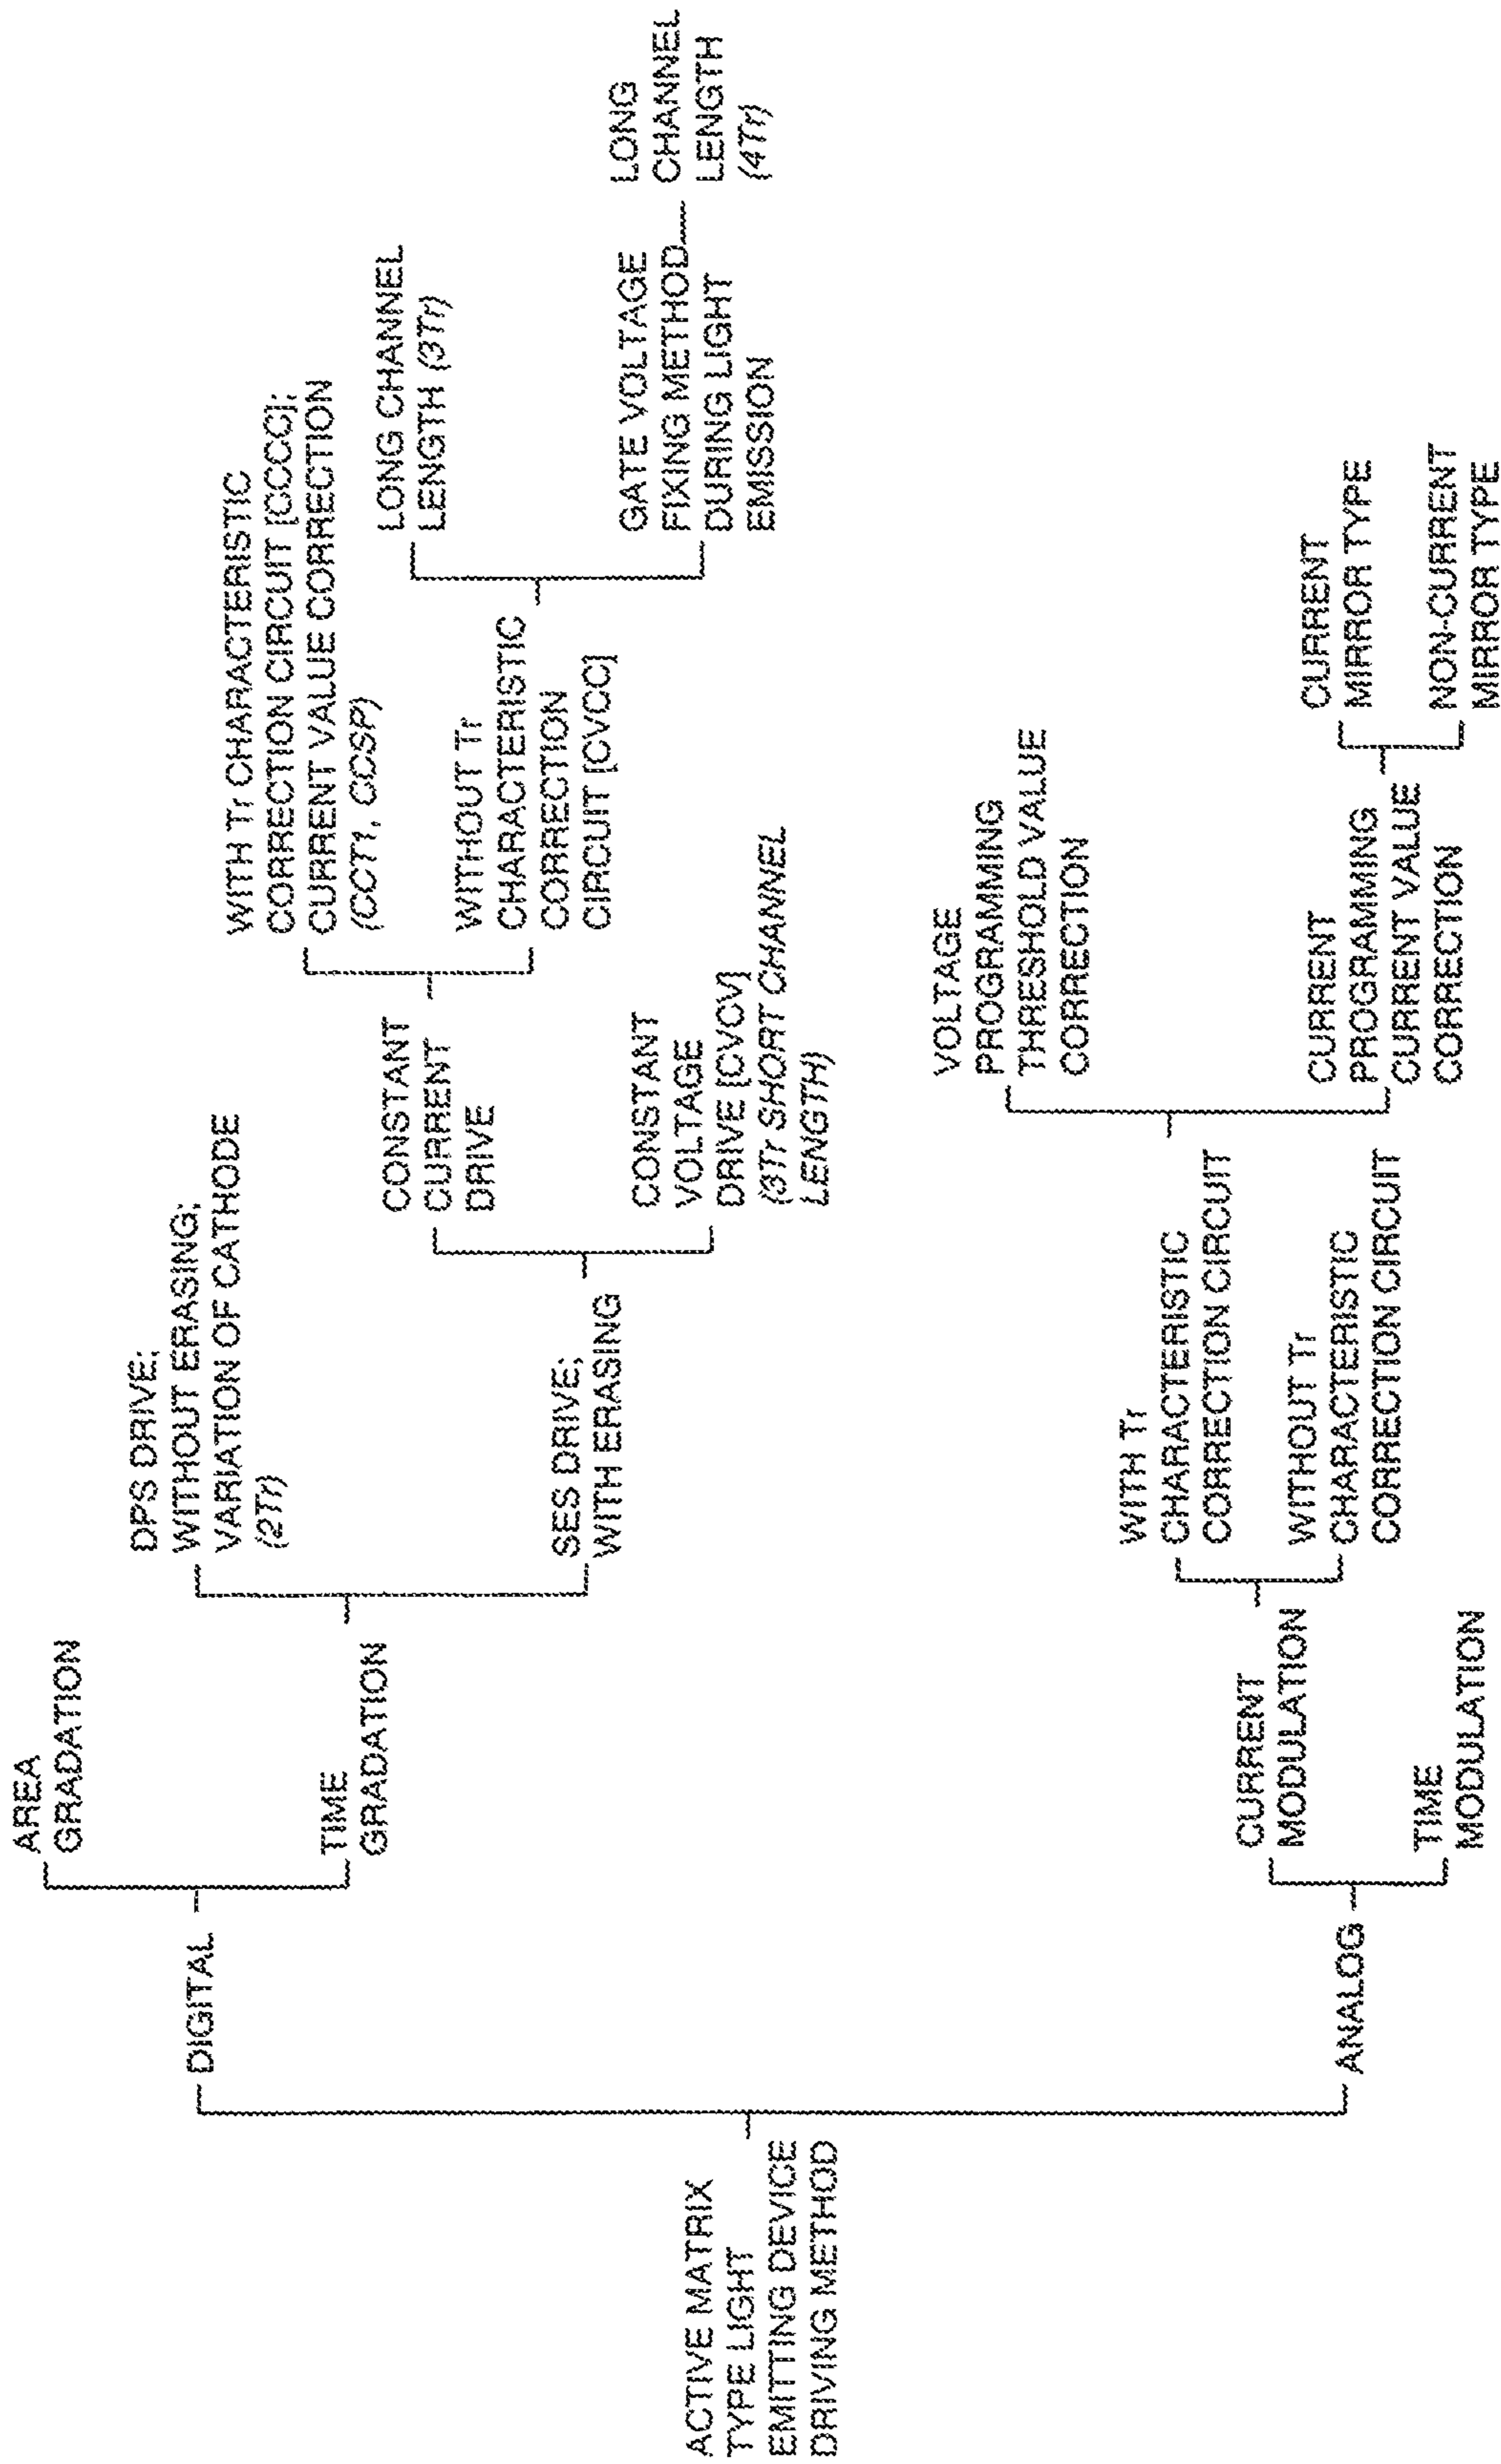 ACTIVE MATRIX
TYPE LIGHT
EMITTING DEVICE
DRIVING METHOD
DIGITAL
AREA
GRADATION
TIME
GRADATION
DPS DRIVE;
WITHOUT ERASING;
VARIATION OF CATHODE
(2Tr)
SES DRIVE;
WITH ERASING
CONSTANT
CURRENT
DRIVE
WITH Tr CHARACTERISTIC
CORRECTION CIRCUIT [CCCC];
CURRENT VALUE CORRECTION
(CCT1, CCSP)
WITHOUT Tr
CHARACTERISTIC
CORRECTION
CIRCUIT [CVCC]
LONG CHANNEL
LENGTH (3Tr)
GATE VOLTAGE
FIXING METHOD
DURING LIGHT
EMISSION
LONG
CHANNEL
LENGTH
(4Tr)
CONSTANT
VOLTAGE
DRIVE [CVCV]
(3Tr SHORT CHANNEL
LENGTH)
ANALOG
CURRENT
MODULATION
TIME
MODULATION
WITH Tr
CHARACTERISTIC
CORRECTION CIRCUIT
WITHOUT Tr
CHARACTERISTIC
CORRECTION CIRCUIT
VOLTAGE
PROGRAMMING
THRESHOLD VALUE
CORRECTION
CURRENT
PROGRAMMING
CURRENT VALUE
CORRECTION
CURRENT
MIRROR TYPE
NON-CURRENT
MIRROR TYPE